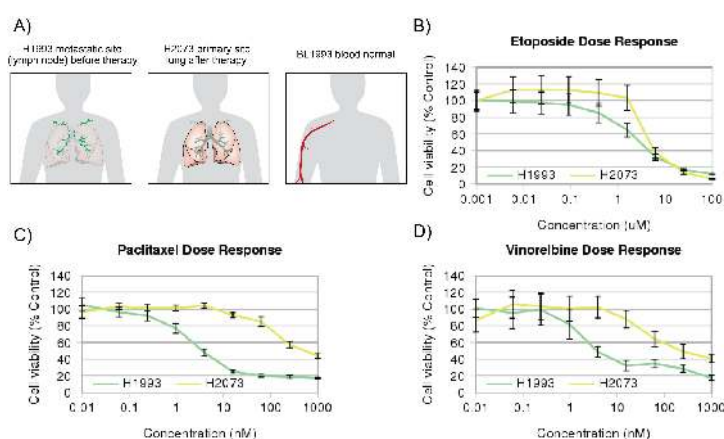 A)
H1993 metastatic site
(lymph node) before therapy
H2073 primary site
lung after therapy
BL1993 blood normal
B)
Etoposide Dose Response
Cell viability (% Control)
140
120
100
80
60
40
20
0
H1993
H2073
0.001
0.01
0.1
1
10
100
Concentration (uM)
C)
Paclitaxel Dose Response
Cell viability (% Control)
140
120
100
80
60
40
20
0
H1993
H2073
0.01
0.1
1
10
100
1000
Concentration (nM)
D)
Vinorelbine Dose Response
Cell viability (% Control)
140
120
100
80
60
40
20
0
H1993
H2073
0.01
0.1
1
10
100
1000
Concentration (nM)